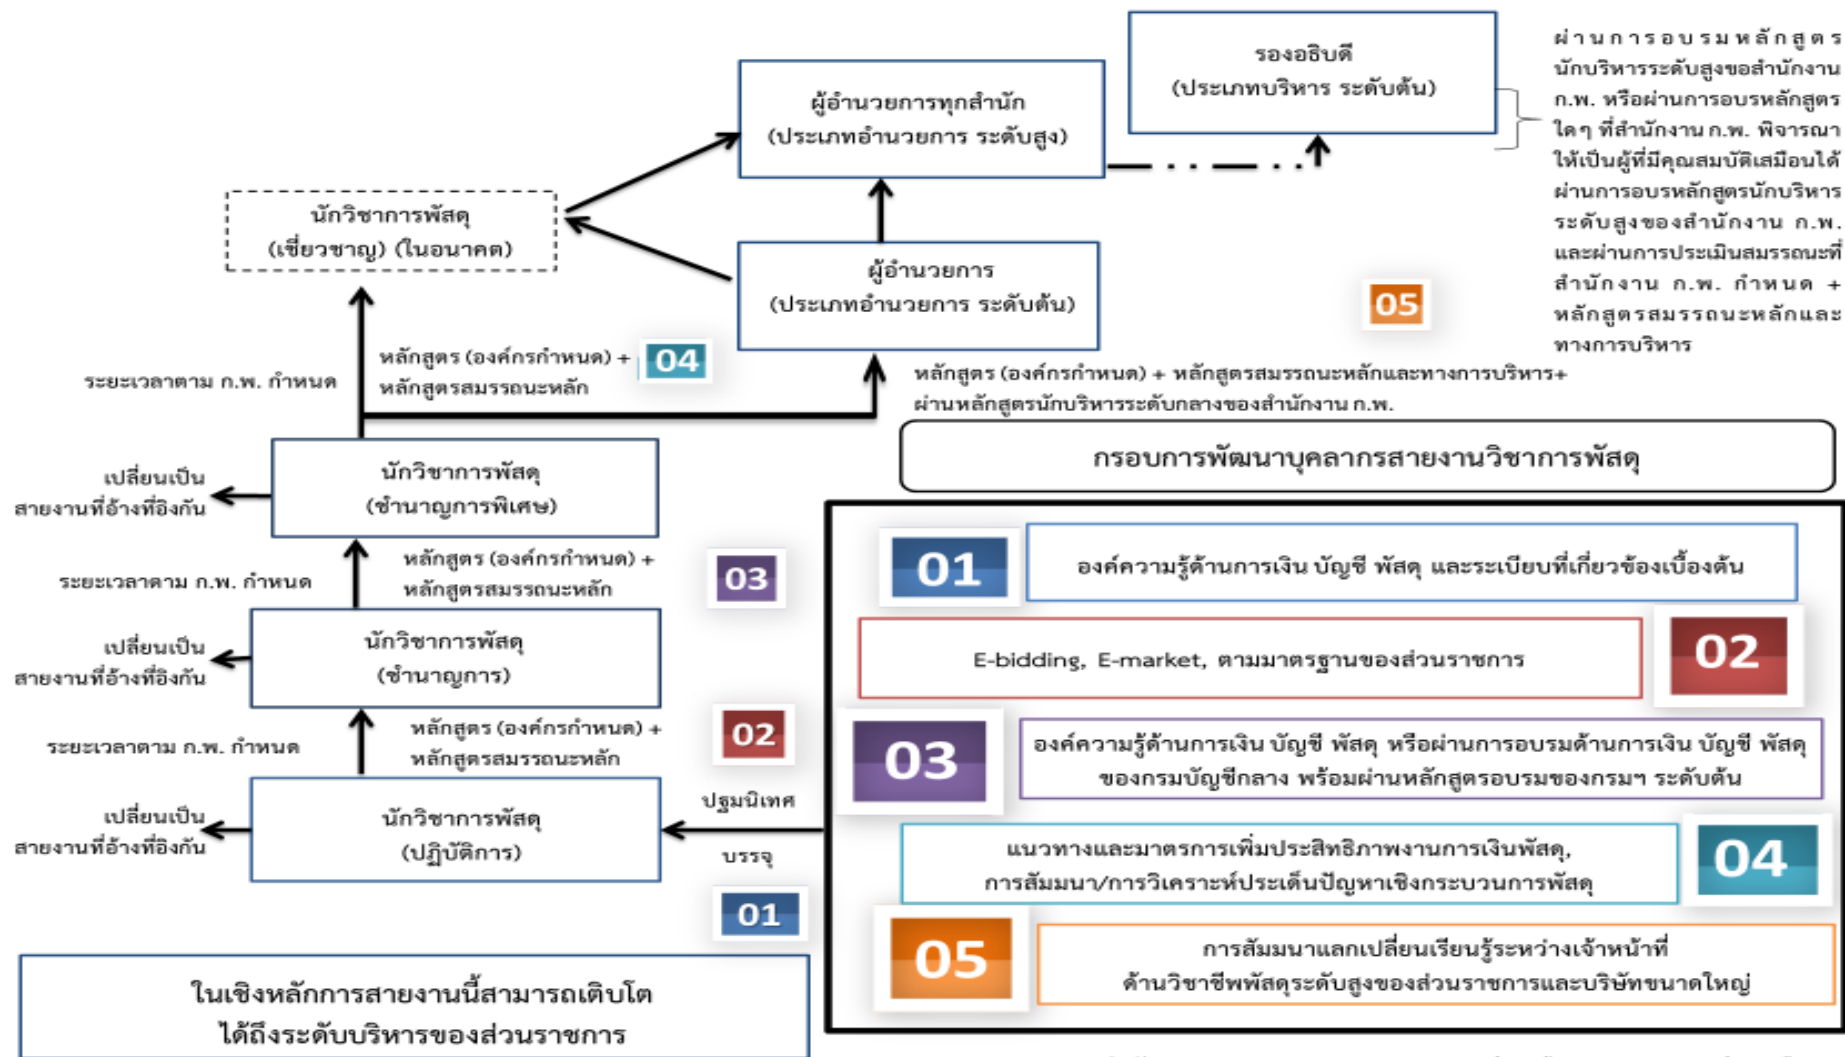 รองอธิบดี
(ประเภทบริหาร ระดับต้น)
ผ่านการอบรมหลักสูตร
นักบริหารระดับสูงขอสำนักงาน
ก.พ. หรือผ่านการอบรหลักสูตร
ใดๆ ที่สำนักงาน ก.พ. พิจารณา
ให้เป็นผู้ที่มีคุณสมบัติเสมือนได้
ผ่านการอบรหลักสูตรนักบริหาร
ระดับสูงของสำนักงาน ก.พ.
และผ่านการประเมินสมรรถนะที่
สำนักงาน ก.พ. กำหนด +
หลักสูตรสมรรถนะหลักและ
ทางการบริหาร
ผู้อำนวยการทุกสำนัก
(ประเภทอำนวยการ ระดับสูง)
นักวิชาการพัสดุ
(เชี่ยวชาญ) (ในอนาคต)
ผู้อำนวยการ
(ประเภทอำนวยการ ระดับต้น)
05
ระยะเวลาตาม ก.พ. กำหนด
หลักสูตร (องค์กรกำหนด) +
หลักสูตรสมรรถนะหลัก
04
หลักสูตร (องค์กรกำหนด) + หลักสูตรสมรรถนะหลักและทางการบริหาร+
ผ่านหลักสูตรนักบริหารระดับกลางของสำนักงาน ก.พ.
เปลี่ยนเป็น
สายงานที่อ้างที่อิงกัน
นักวิชาการพัสดุ
(ชำนาญการพิเศษ)
ระยะเวลาตาม ก.พ. กำหนด
หลักสูตร (องค์กรกำหนด) +
หลักสูตรสมรรถนะหลัก
03
เปลี่ยนเป็น
สายงานที่อ้างที่อิงกัน
นักวิชาการพัสดุ
(ชำนาญการ)
ระยะเวลาตาม ก.พ. กำหนด
หลักสูตร (องค์กรกำหนด) +
หลักสูตรสมรรถนะหลัก
02
เปลี่ยนเป็น
สายงานที่อ้างที่อิงกัน
นักวิชาการพัสดุ
(ปฏิบัติการ)
ปฐมนิเทศ
บรรจุ
01
ในเชิงหลักการสายงานนี้สามารถเติบโต
ได้ถึงระดับบริหารของส่วนราชการ
กรอบการพัฒนาบุคลากรสายงานวิชาการพัสดุ
01
องค์ความรู้ด้านการเงิน บัญชี พัสดุ และระเบียบที่เกี่ยวข้องเบื้องต้น
E-bidding, E-market, ตามมาตรฐานของส่วนราชการ
02
03
องค์ความรู้ด้านการเงิน บัญชี พัสดุ หรือผ่านการอบรมด้านการเงิน บัญชี พัสดุ
ของกรมบัญชีกลาง พร้อมผ่านหลักสูตรอบรมของกรมฯ ระดับต้น
แนวทางและมาตรการเพิ่มประสิทธิภาพงานการเงินพัสดุ,
การสัมมนา/การวิเคราะห์ประเด็นปัญหาเชิงกระบวนการพัสดุ
04
05
การสัมมนาแลกเปลี่ยนเรียนรู้ระหว่างเจ้าหน้าที่
ด้านวิชาชีพพัสดุระดับสูงของส่วนราชการและบริษัทขนาดใหญ่